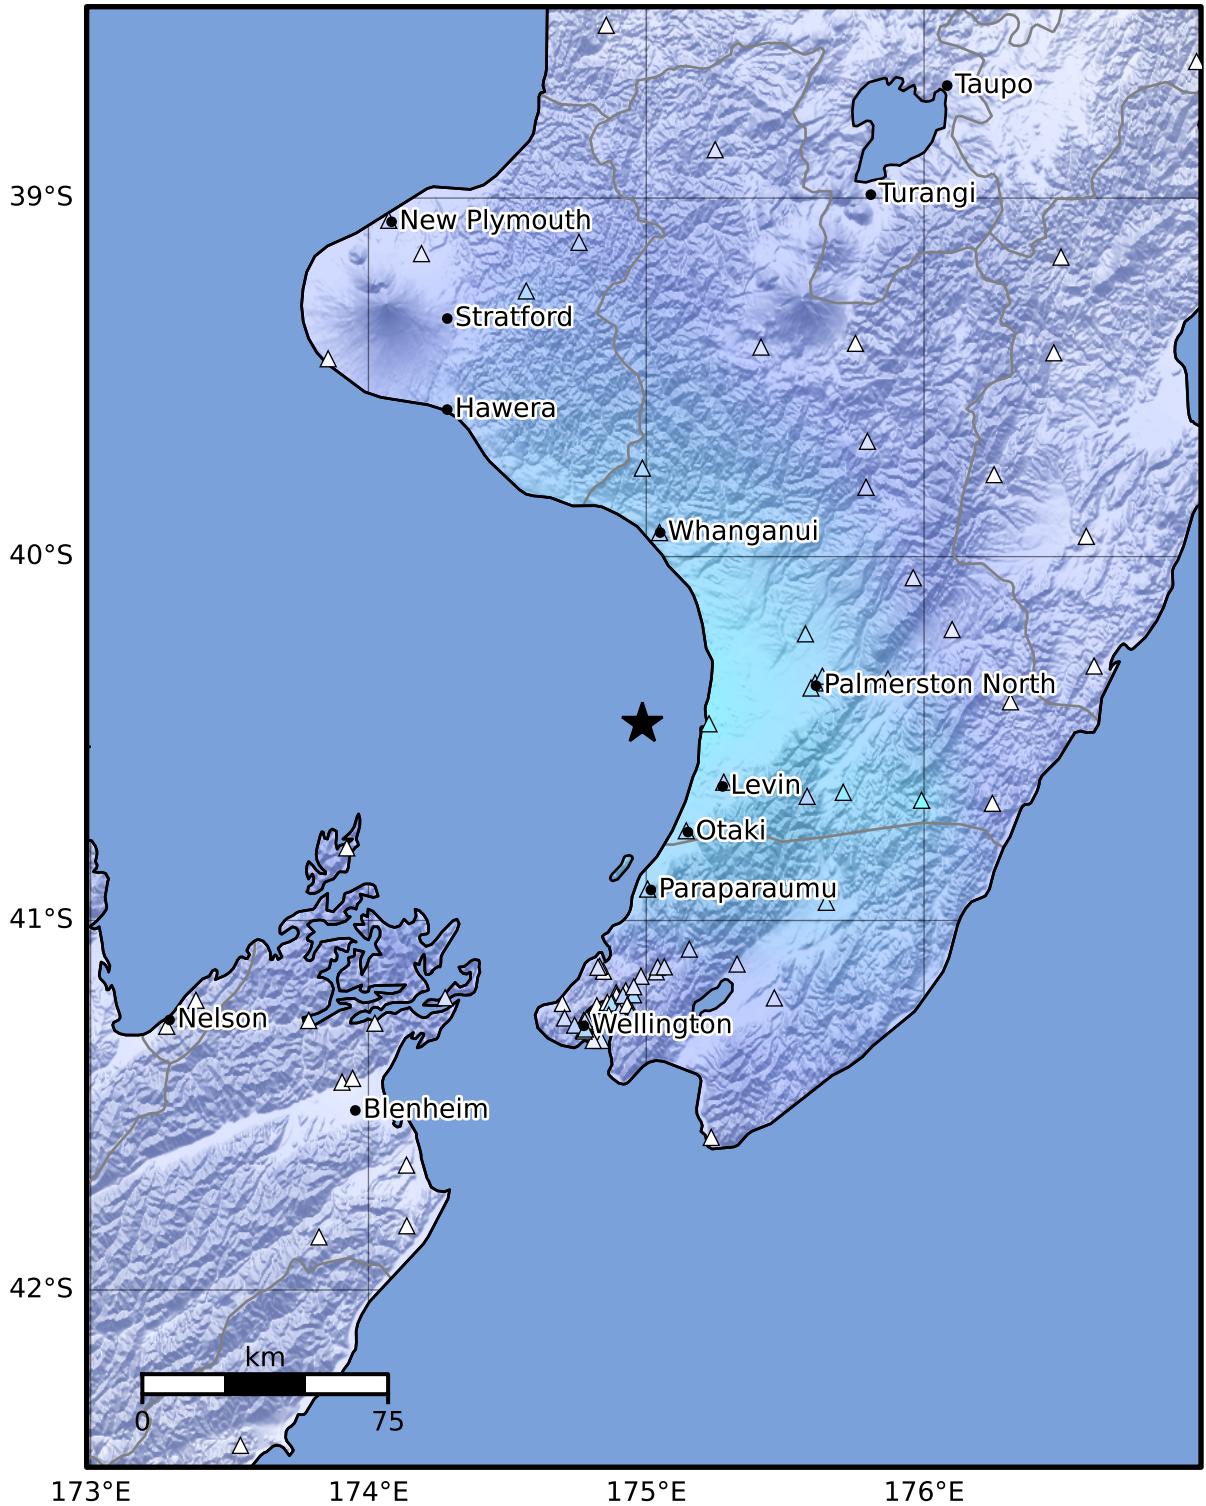 Taupo
Turangi
39°S
New Plymouth
Stratford
Hawera
Whanganui
40°S
Palmerston North
Levin
Otaki
Paraparaumu
41°S
Nelson
Wellington
Blenheim
42°S
km
0 75
173°E 174°E 175°E 176°E